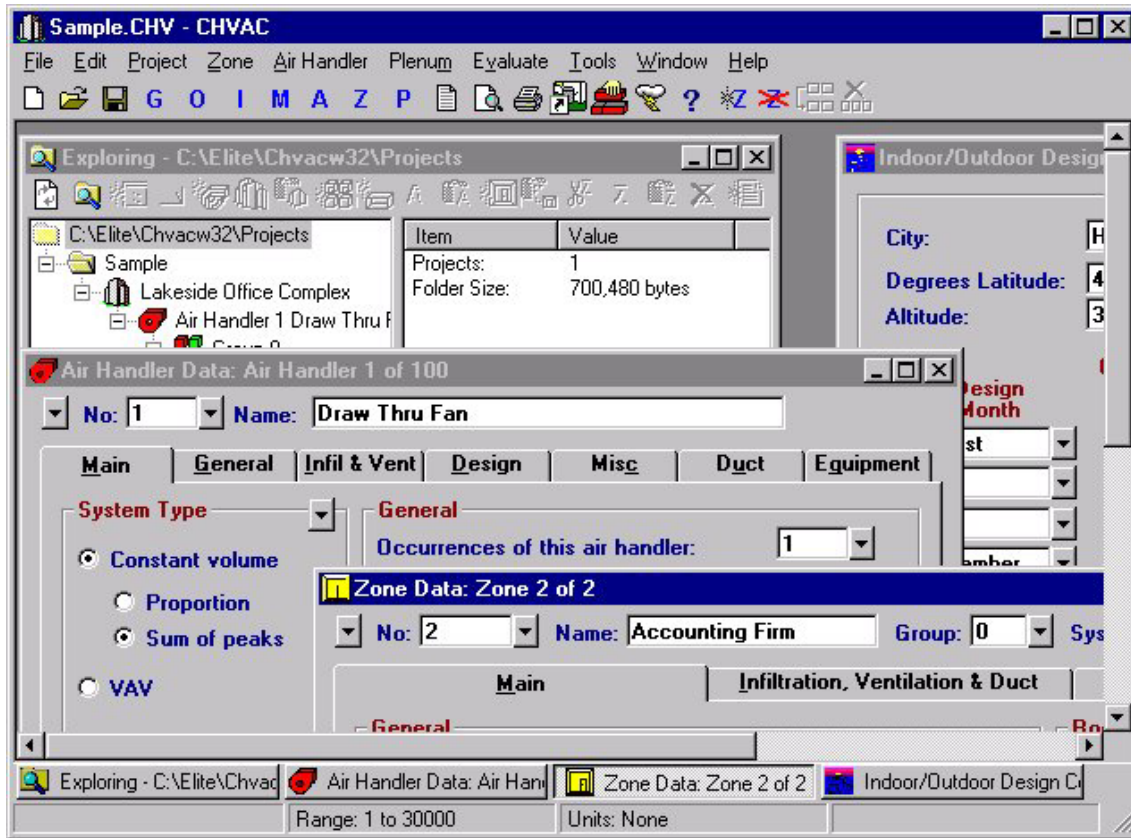 Sample.CHV - CHVAC
File Edit Project Zone Air Handler Plenum Evaluate Tools Window Help
G O I M A Z P ? Z Z
Exploring - C:\Elite\Chvacw32\Projects
Indoor/Outdoor Desig
C:\Elite\Chvacw32\Projects
Item Value
Sample
Projects: 1
Lakeside Office Complex
Folder Size: 700,480 bytes
Air Handler 1 Draw Thru F
City: H
Degrees Latitude: 4
Altitude: 3
Air Handler Data: Air Handler 1 of 100
No: 1 Name: Draw Thru Fan
Design
Month
st
Main General Infil & Vent Design Misc Duct Equipment
System Type
General
Constant volume
Occurrences of this air handler: 1
Proportion
Sum of peaks
VAV
Zone Data: Zone 2 of 2
No: 2 Name: Accounting Firm Group: 0 Sys
Main Infiltration, Ventilation & Duct
General
Exploring - C:\Elite\Chvac Air Handler Data: Air Han Zone Data: Zone 2 of 2 Indoor/Outdoor Design C
Range: 1 to 30000 Units: None